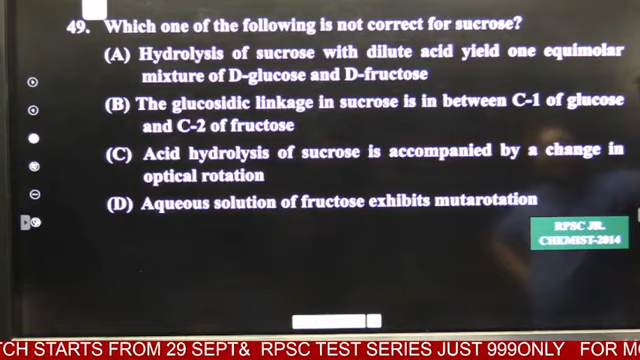 49. Which one of the following is not correct for sucrose?
(A) Hydrolysis of sucrose with dilute acid yield one equimolar
mixture of D-glucose and D-fructose
(B) The glucosidic linkage in sucrose is in between C-1 of glucose
and C-2 of fructose
(C) Acid hydrolysis of sucrose is accompanied by a change in
optical rotation
(D) Aqueous solution of fructose exhibits mutarotation
RPSC JR.
CHEMIST-2014
TCH STARTS FROM 29 SEPT& RPSC TEST SERIES JUST 999ONLY FOR MO